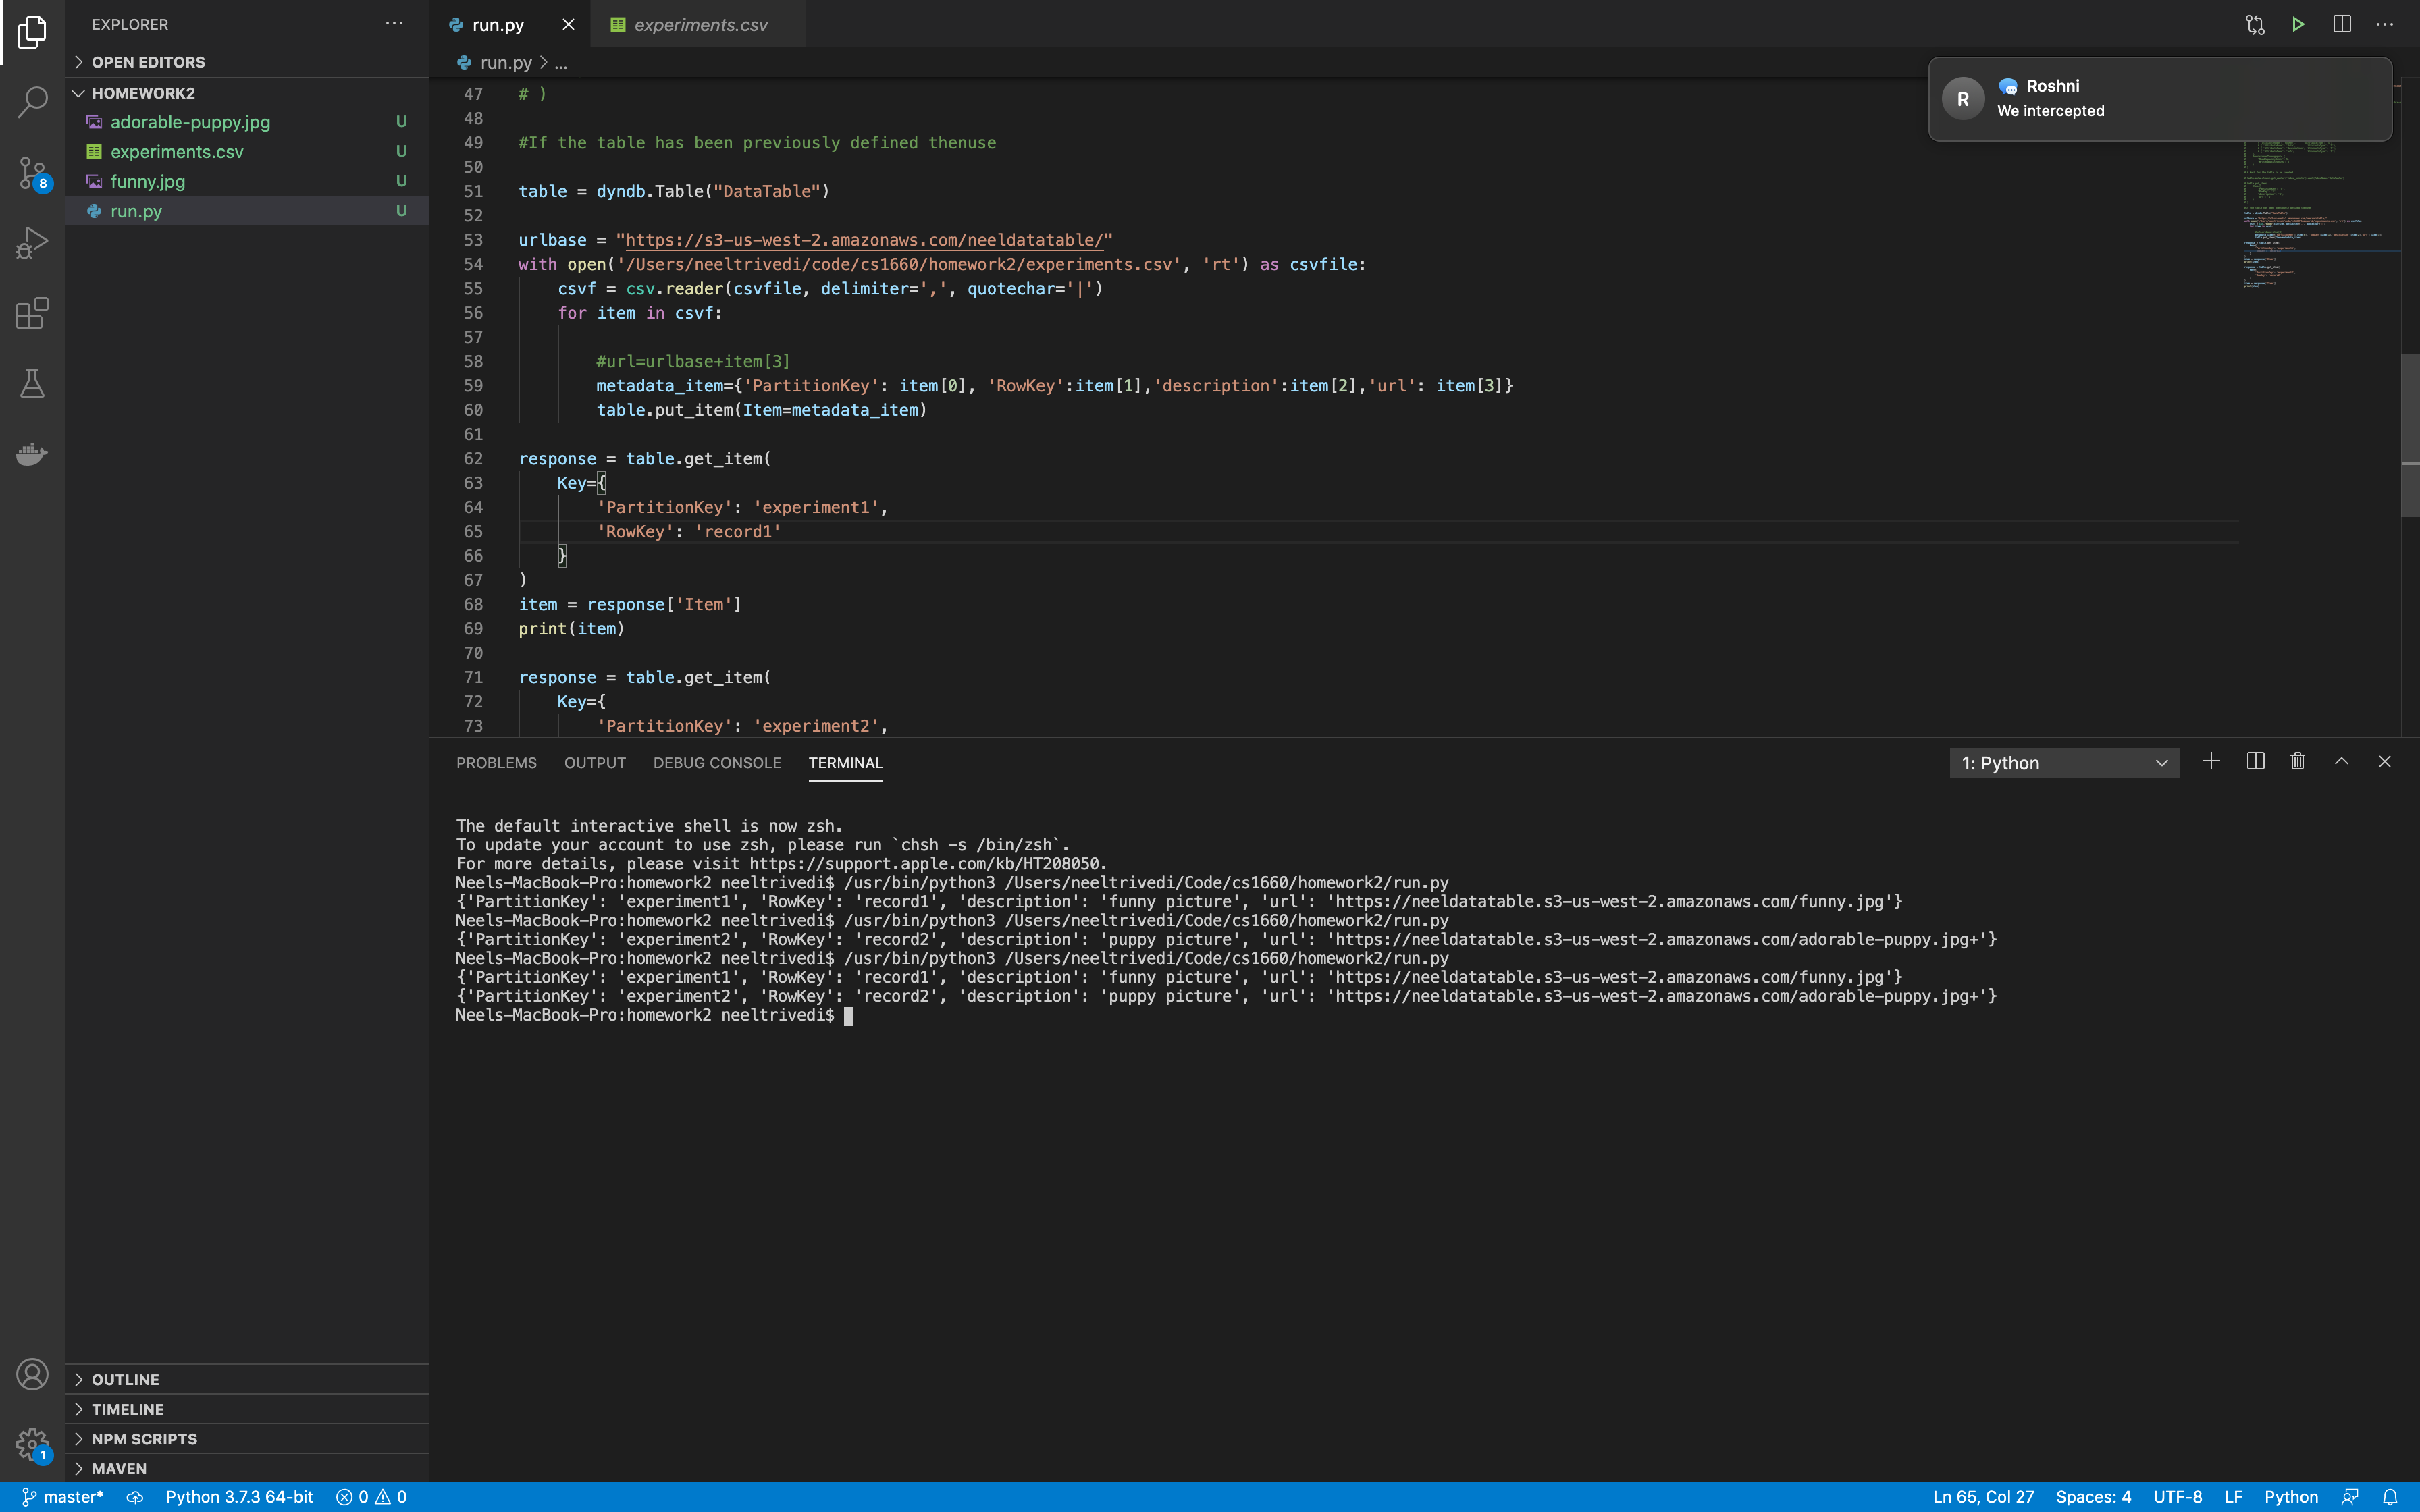 EXPLORER
OPEN EDITORS
HOMEWORK2
adorable-puppy.jpg U
experiments.csv U
funny.jpg U
run.py U
8
OUTLINE
TIMELINE
NPM SCRIPTS
MAVEN
1
run.py
experiments.csv
run.py > ...
R
Roshni
We intercepted
47 # )
48
49 #If the table has been previously defined thenuse
50
51 table = dyndb.Table("DataTable")
52
53 urlbase = "https://s3-us-west-2.amazonaws.com/neeldatatable/"
54 with open('/Users/neeltrivedi/code/cs1660/homework2/experiments.csv', 'rt') as csvfile:
55 csvf = csv.reader(csvfile, delimiter=',', quotechar='|')
56 for item in csvf:
57
58 #url=urlbase+item[3]
59 metadata_item={'PartitionKey': item[0], 'RowKey':item[1],'description':item[2],'url': item[3]}
60 table.put_item(Item=metadata_item)
61
62 response = table.get_item(
63 Key={
64 'PartitionKey': 'experiment1',
65 'RowKey': 'record1'
66 }
67 )
68 item = response['Item']
69 print(item)
70
71 response = table.get_item(
72 Key={
73 'PartitionKey': 'experiment2',
PROBLEMS OUTPUT DEBUG CONSOLE TERMINAL
1: Python
The default interactive shell is now zsh.
To update your account to use zsh, please run `chsh -s /bin/zsh`.
For more details, please visit https://support.apple.com/kb/HT208050.
Neels-MacBook-Pro:homework2 neeltrivedi$ /usr/bin/python3 /Users/neeltrivedi/Code/cs1660/homework2/run.py
{'PartitionKey': 'experiment1', 'RowKey': 'record1', 'description': 'funny picture', 'url': 'https://neeldatatable.s3-us-west-2.amazonaws.com/funny.jpg'}
Neels-MacBook-Pro:homework2 neeltrivedi$ /usr/bin/python3 /Users/neeltrivedi/Code/cs1660/homework2/run.py
{'PartitionKey': 'experiment2', 'RowKey': 'record2', 'description': 'puppy picture', 'url': 'https://neeldatatable.s3-us-west-2.amazonaws.com/adorable-puppy.jpg+'}
Neels-MacBook-Pro:homework2 neeltrivedi$ /usr/bin/python3 /Users/neeltrivedi/Code/cs1660/homework2/run.py
{'PartitionKey': 'experiment1', 'RowKey': 'record1', 'description': 'funny picture', 'url': 'https://neeldatatable.s3-us-west-2.amazonaws.com/funny.jpg'}
{'PartitionKey': 'experiment2', 'RowKey': 'record2', 'description': 'puppy picture', 'url': 'https://neeldatatable.s3-us-west-2.amazonaws.com/adorable-puppy.jpg+'}
Neels-MacBook-Pro:homework2 neeltrivedi$
master* Python 3.7.3 64-bit 0 0 Ln 65, Col 27 Spaces: 4 UTF-8 LF Python